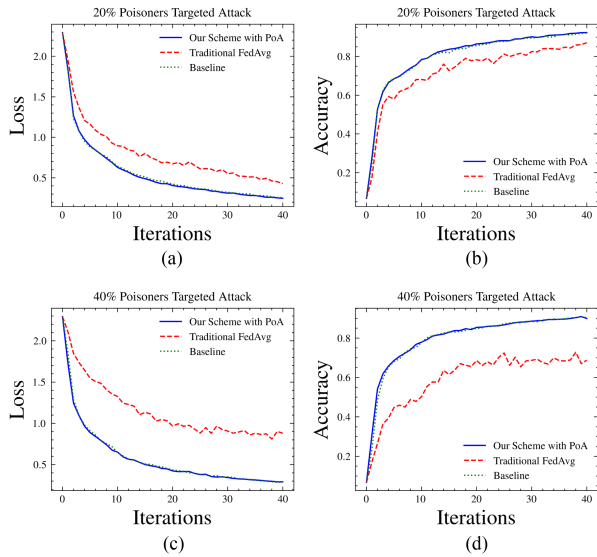 20% Poisoners Targeted Attack
Loss
2.0
1.5
1.0
0.5
Our Scheme with PoA
Traditional FedAvg
Baseline
0
10
20
30
40
Iterations
(a)
20% Poisoners Targeted Attack
Accuracy
0.8
0.6
0.4
0.2
Our Scheme with PoA
Traditional FedAvg
Baseline
0
10
20
30
40
Iterations
(b)
40% Poisoners Targeted Attack
Loss
2.0
1.5
1.0
0.5
Our Scheme with PoA
Traditional FedAvg
Baseline
0
10
20
30
40
Iterations
(c)
40% Poisoners Targeted Attack
Accuracy
0.8
0.6
0.4
0.2
Our Scheme with PoA
Traditional FedAvg
Baseline
0
10
20
30
40
Iterations
(d)